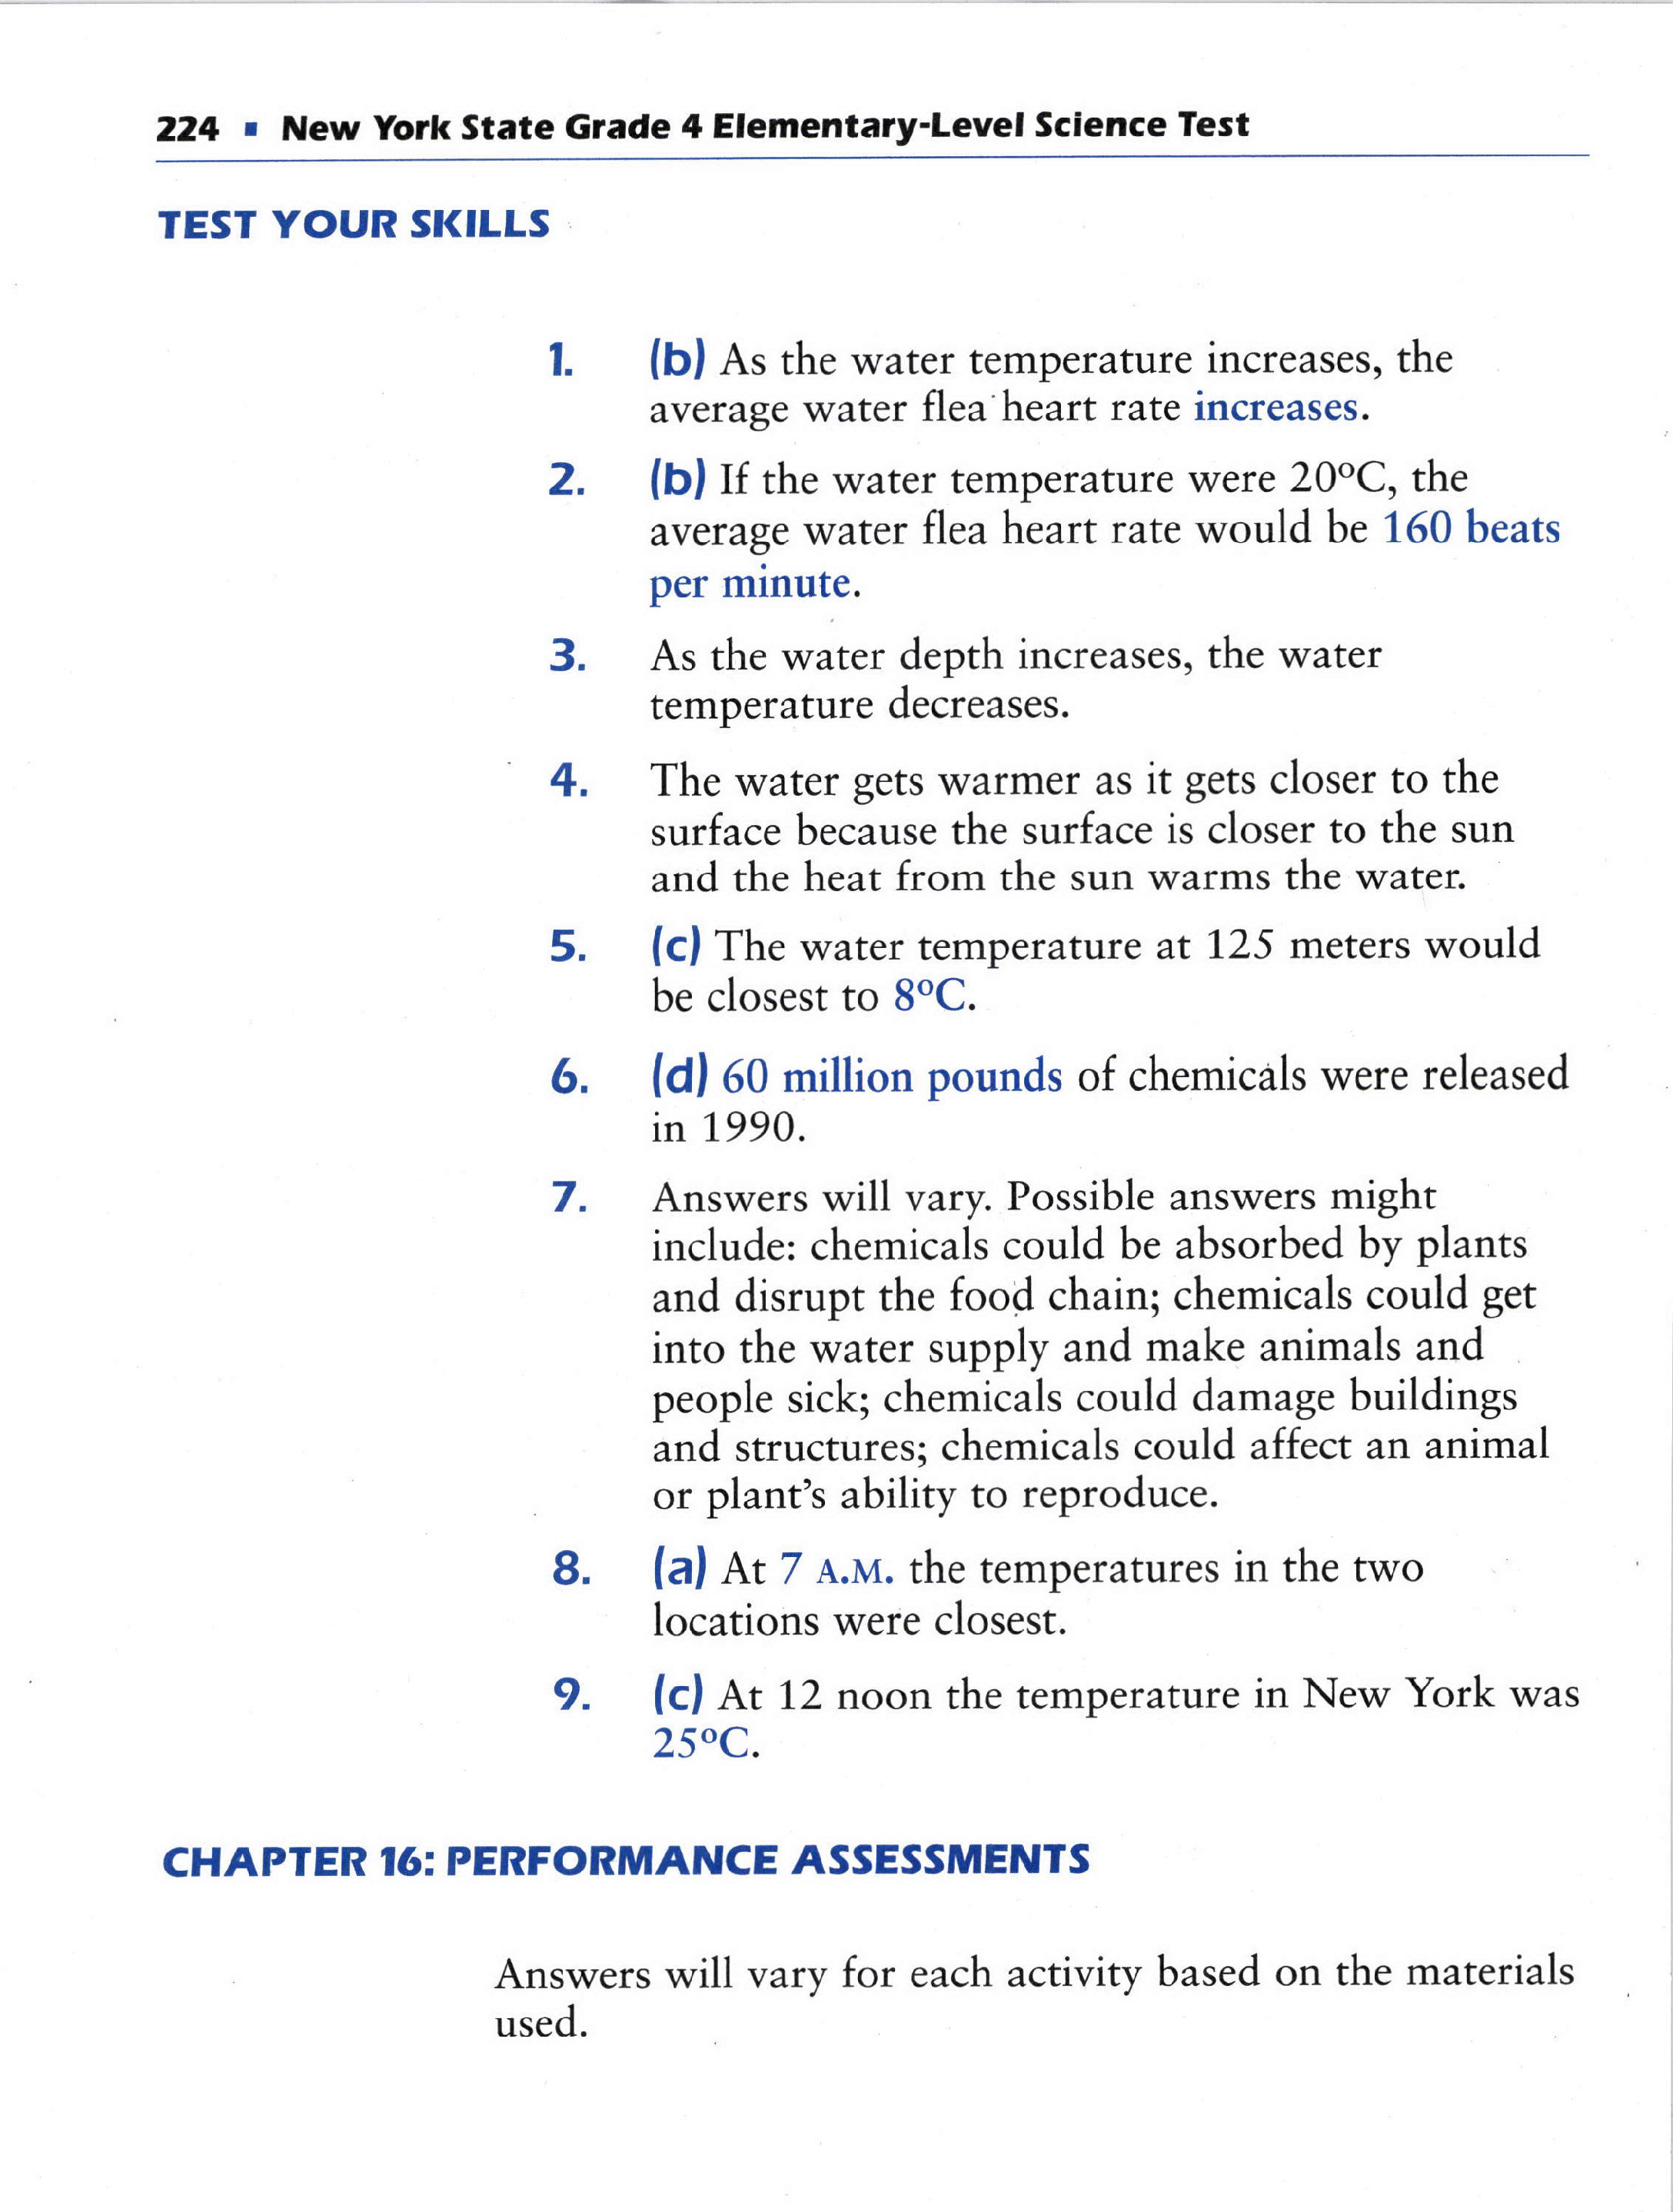 224 ▪ New York State Grade 4 Elementary-Level Science Test
TEST YOUR SKILLS
1. (b) As the water temperature increases, the
average water flea heart rate increases.
2. (b) If the water temperature were 20ºC, the
average water flea heart rate would be 160 beats
per minute.
3. As the water depth increases, the water
temperature decreases.
4. The water gets warmer as it gets closer to the
surface because the surface is closer to the sun
and the heat from the sun warms the water.
5. (c) The water temperature at 125 meters would
be closest to 8ºC.
6. (d) 60 million pounds of chemicals were released
in 1990.
7. Answers will vary. Possible answers might
include: chemicals could be absorbed by plants
and disrupt the food chain; chemicals could get
into the water supply and make animals and
people sick; chemicals could damage buildings
and structures; chemicals could affect an animal
or plant’s ability to reproduce.
8. (a) At 7 A.M. the temperatures in the two
locations were closest.
9. (c) At 12 noon the temperature in New York was
25ºC.
CHAPTER 16: PERFORMANCE ASSESSMENTS
Answers will vary for each activity based on the materials
used.